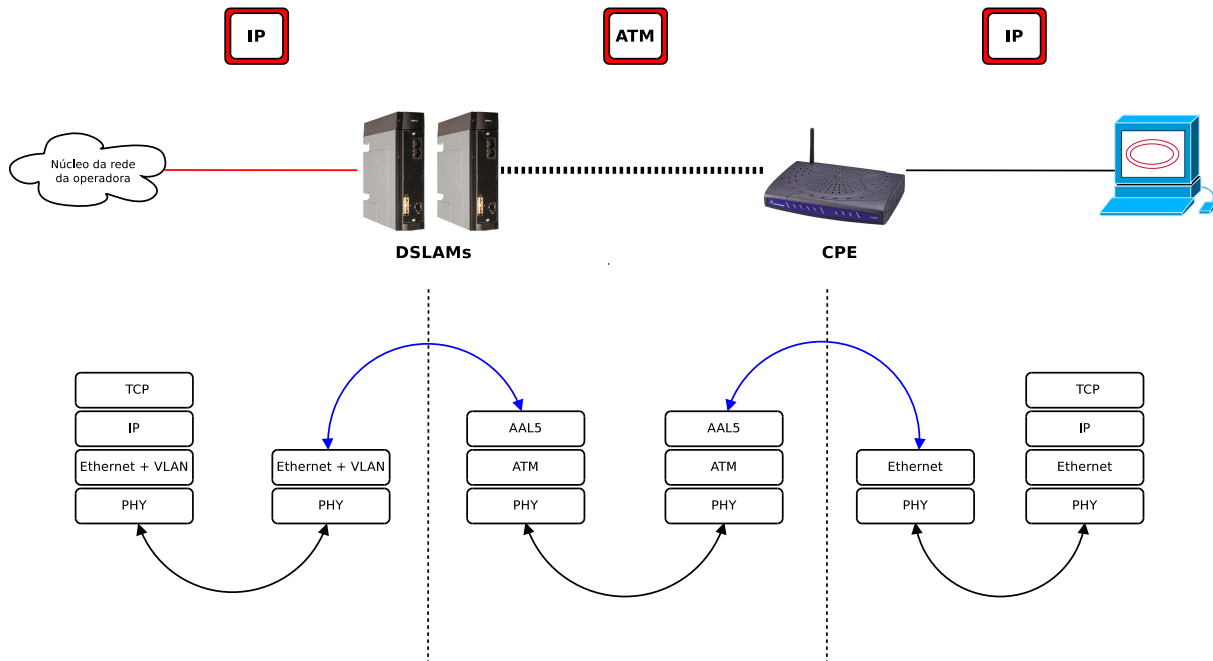 IP
ATM
IP
Núcleo da rede
da operadora
DSLAMs
CPE
TCP
IP
Ethernet + VLAN
PHY
Ethernet + VLAN
PHY
AAL5
ATM
PHY
AAL5
ATM
PHY
Ethernet
PHY
TCP
IP
Ethernet
PHY